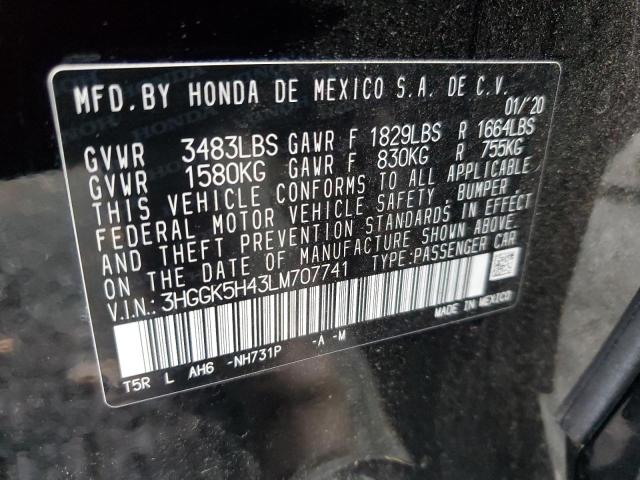 MFD. BY HONDA DE MEXICO S.A. DE C.V.
01/'20
GVWR 3483LBS GAWR F 1829LBS R 1664LBS
GVWR 1580KG GAWR F 830KG R 755KG
THIS VEHICLE CONFORMS TO ALL APPLICABLE
FEDERAL MOTOR VEHICLE SAFETY, BUMPER,
AND THEFT PREVENTION STANDARDS IN EFFECT
ON THE DATE OF MANUFACTURE SHOWN ABOVE.
V.I.N.: 3HGGK5H43LM707741 TYPE:PASSENGER CAR
MADE IN MEXICO
T5R L AH6 -NH731P -A -M